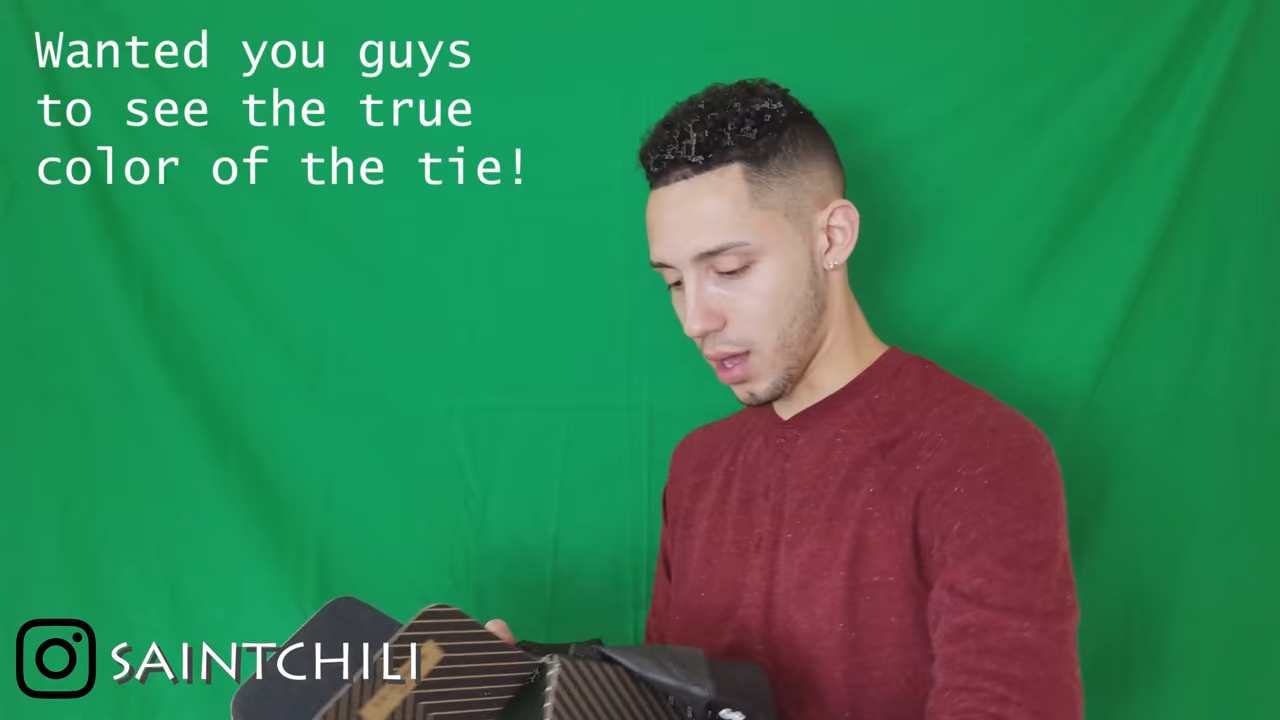 Wanted you guys
to see the true
color of the tie!
SAINTCHILI